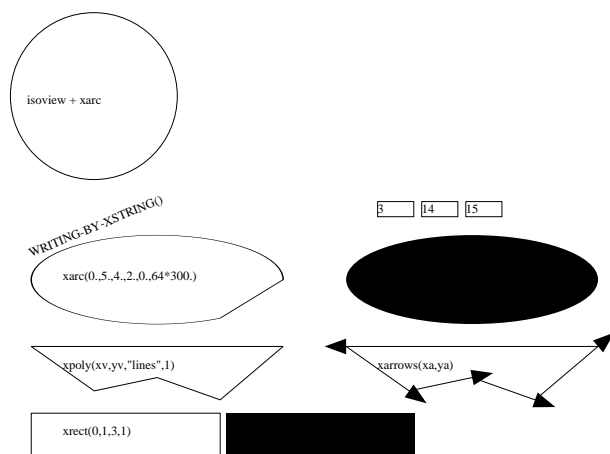 isoview + xarc
WRITING-BY-XSTRING()
3 14 15
xarc(0.,5.,4.,2.,0.,64*300.)
xpoly(xv,yv,"lines",1)
xarrows(xa,ya)
xrect(0,1,3,1)